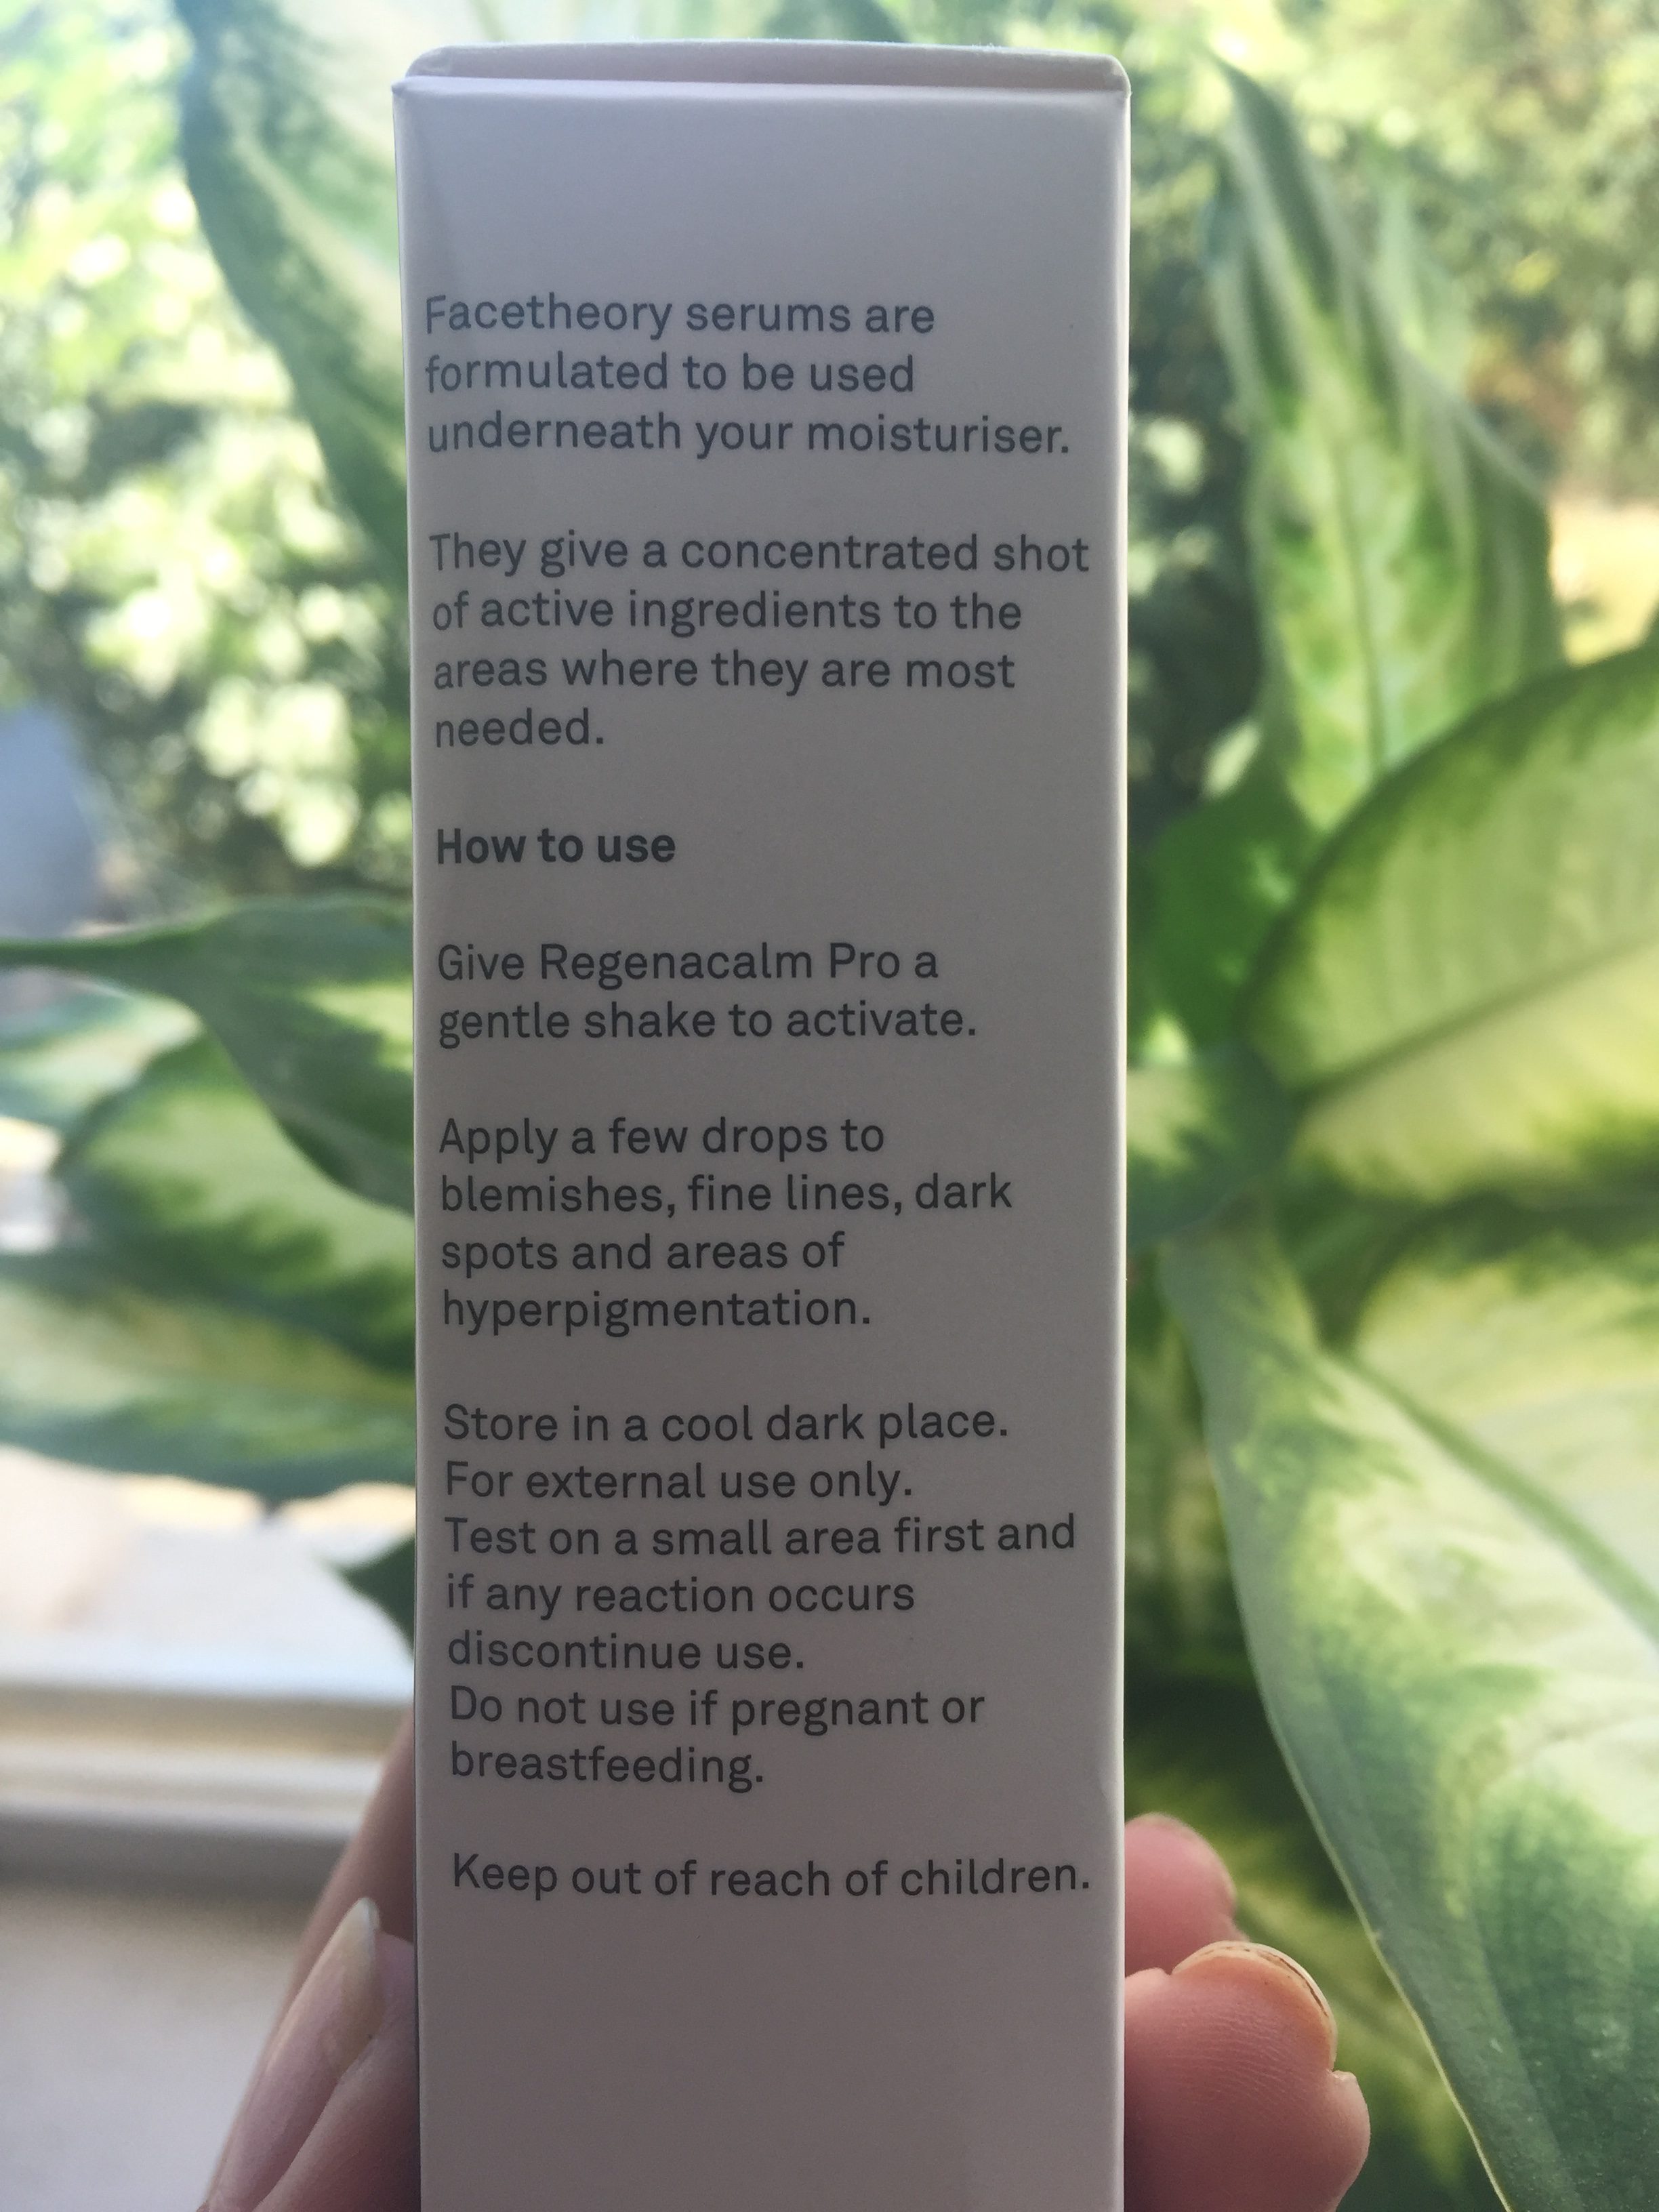 Facetheory serums are
formulated to be used
underneath your moisturiser.
They give a concentrated shot
of active ingredients to the
areas where they are most
needed.
How to use
Give Regenacalm Pro a
gentle shake to activate.
Apply a few drops to
blemishes, fine lines, dark
spots and areas of
hyperpigmentation.
Store in a cool dark place.
For external use only.
Test on a small area first and
if any reaction occurs
discontinue use.
Do not use if pregnant or
breastfeeding.
Keep out of reach of children.